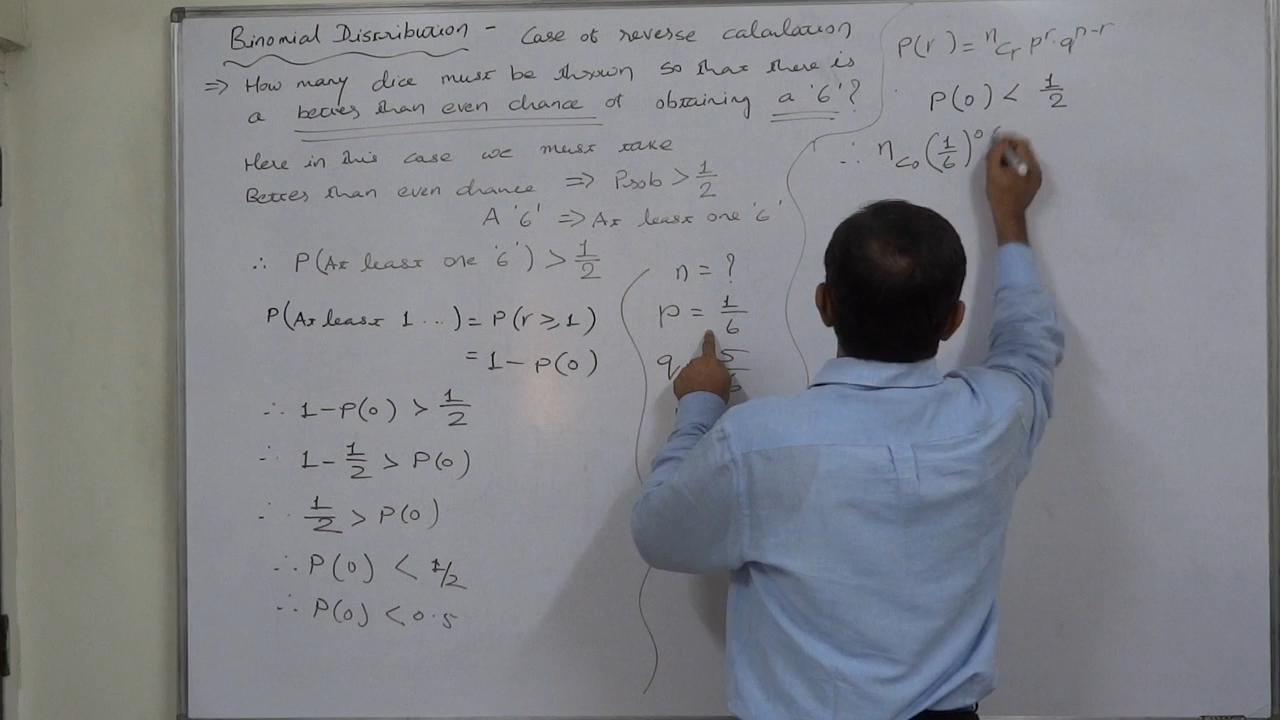 Binomial Distribution - Case of reverse calculation
⇒ How many dice must be thrown so that there is
a better than even chance of obtaining a '6'?
Here in this case we must take
Better than even chance ⇒ Prob > 1/2
A '6' ⇒ At least one '6'
∴ P(At least one '6') > 1/2
P(At least 1 ...) = P(r ≥ 1)
= 1 - P(0)
∴ 1 - P(0) > 1/2
∴ 1 - 1/2 > P(0)
∴ 1/2 > P(0)
∴ P(0) < 1/2
∴ P(0) < 0.5
n = ?
p = 1/6
q 5
P(r) = ⁿCr pʳ·qⁿ⁻ʳ
P(0) < 1/2
∴ ⁿC₀ (1/6)⁰ (